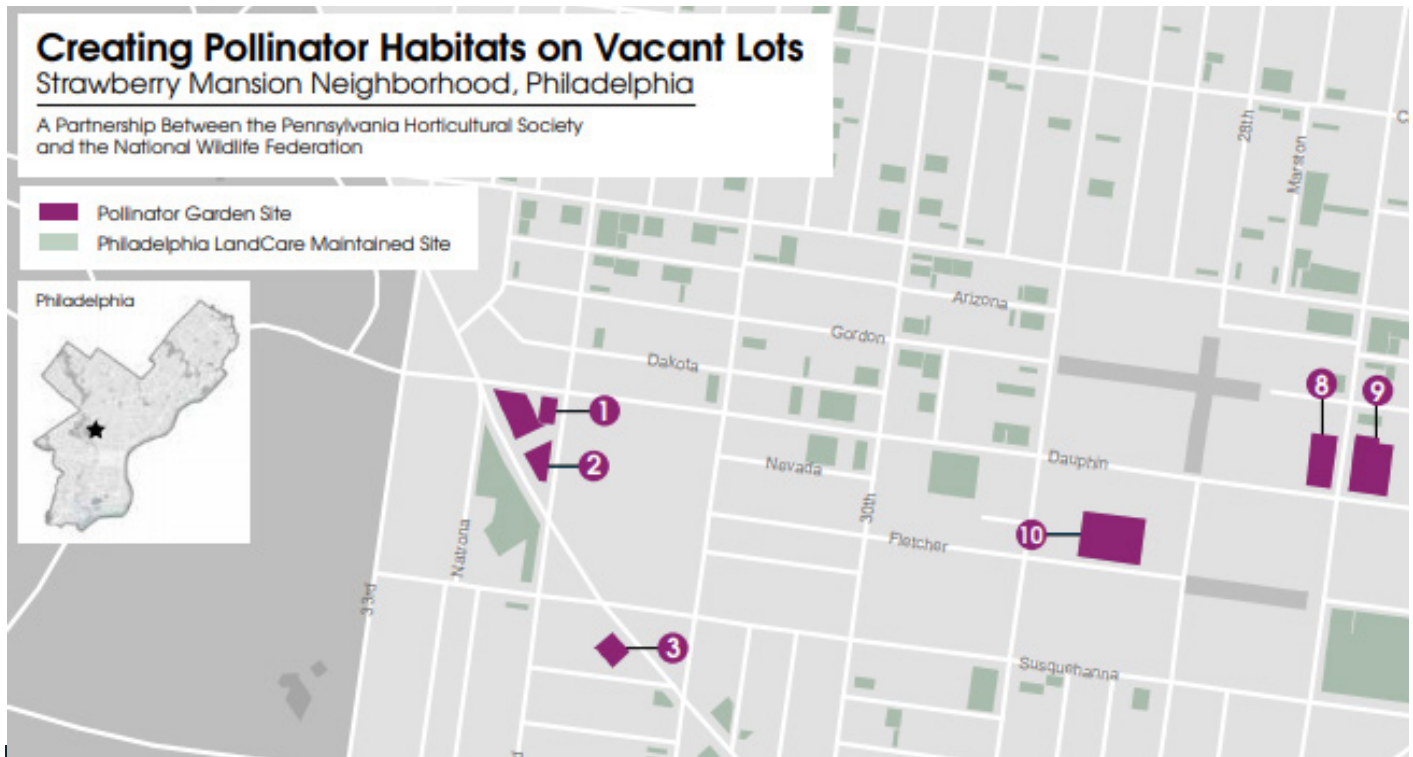 Creating Pollinator Habitats on Vacant Lots
Strawberry Mansion Neighborhood, Philadelphia
A Partnership Between the Pennsylvania Horticultural Society
and the National Wildlife Federation
Pollinator Garden Site
Philadelphia LandCare Maintained Site
Philadelphia
28th
Marston
Arizona
Gordon
Dakota
1
2
Nevada
Dauphin
8
9
30th
Fletcher
10
Natrona
33rd
3
Susquehanna